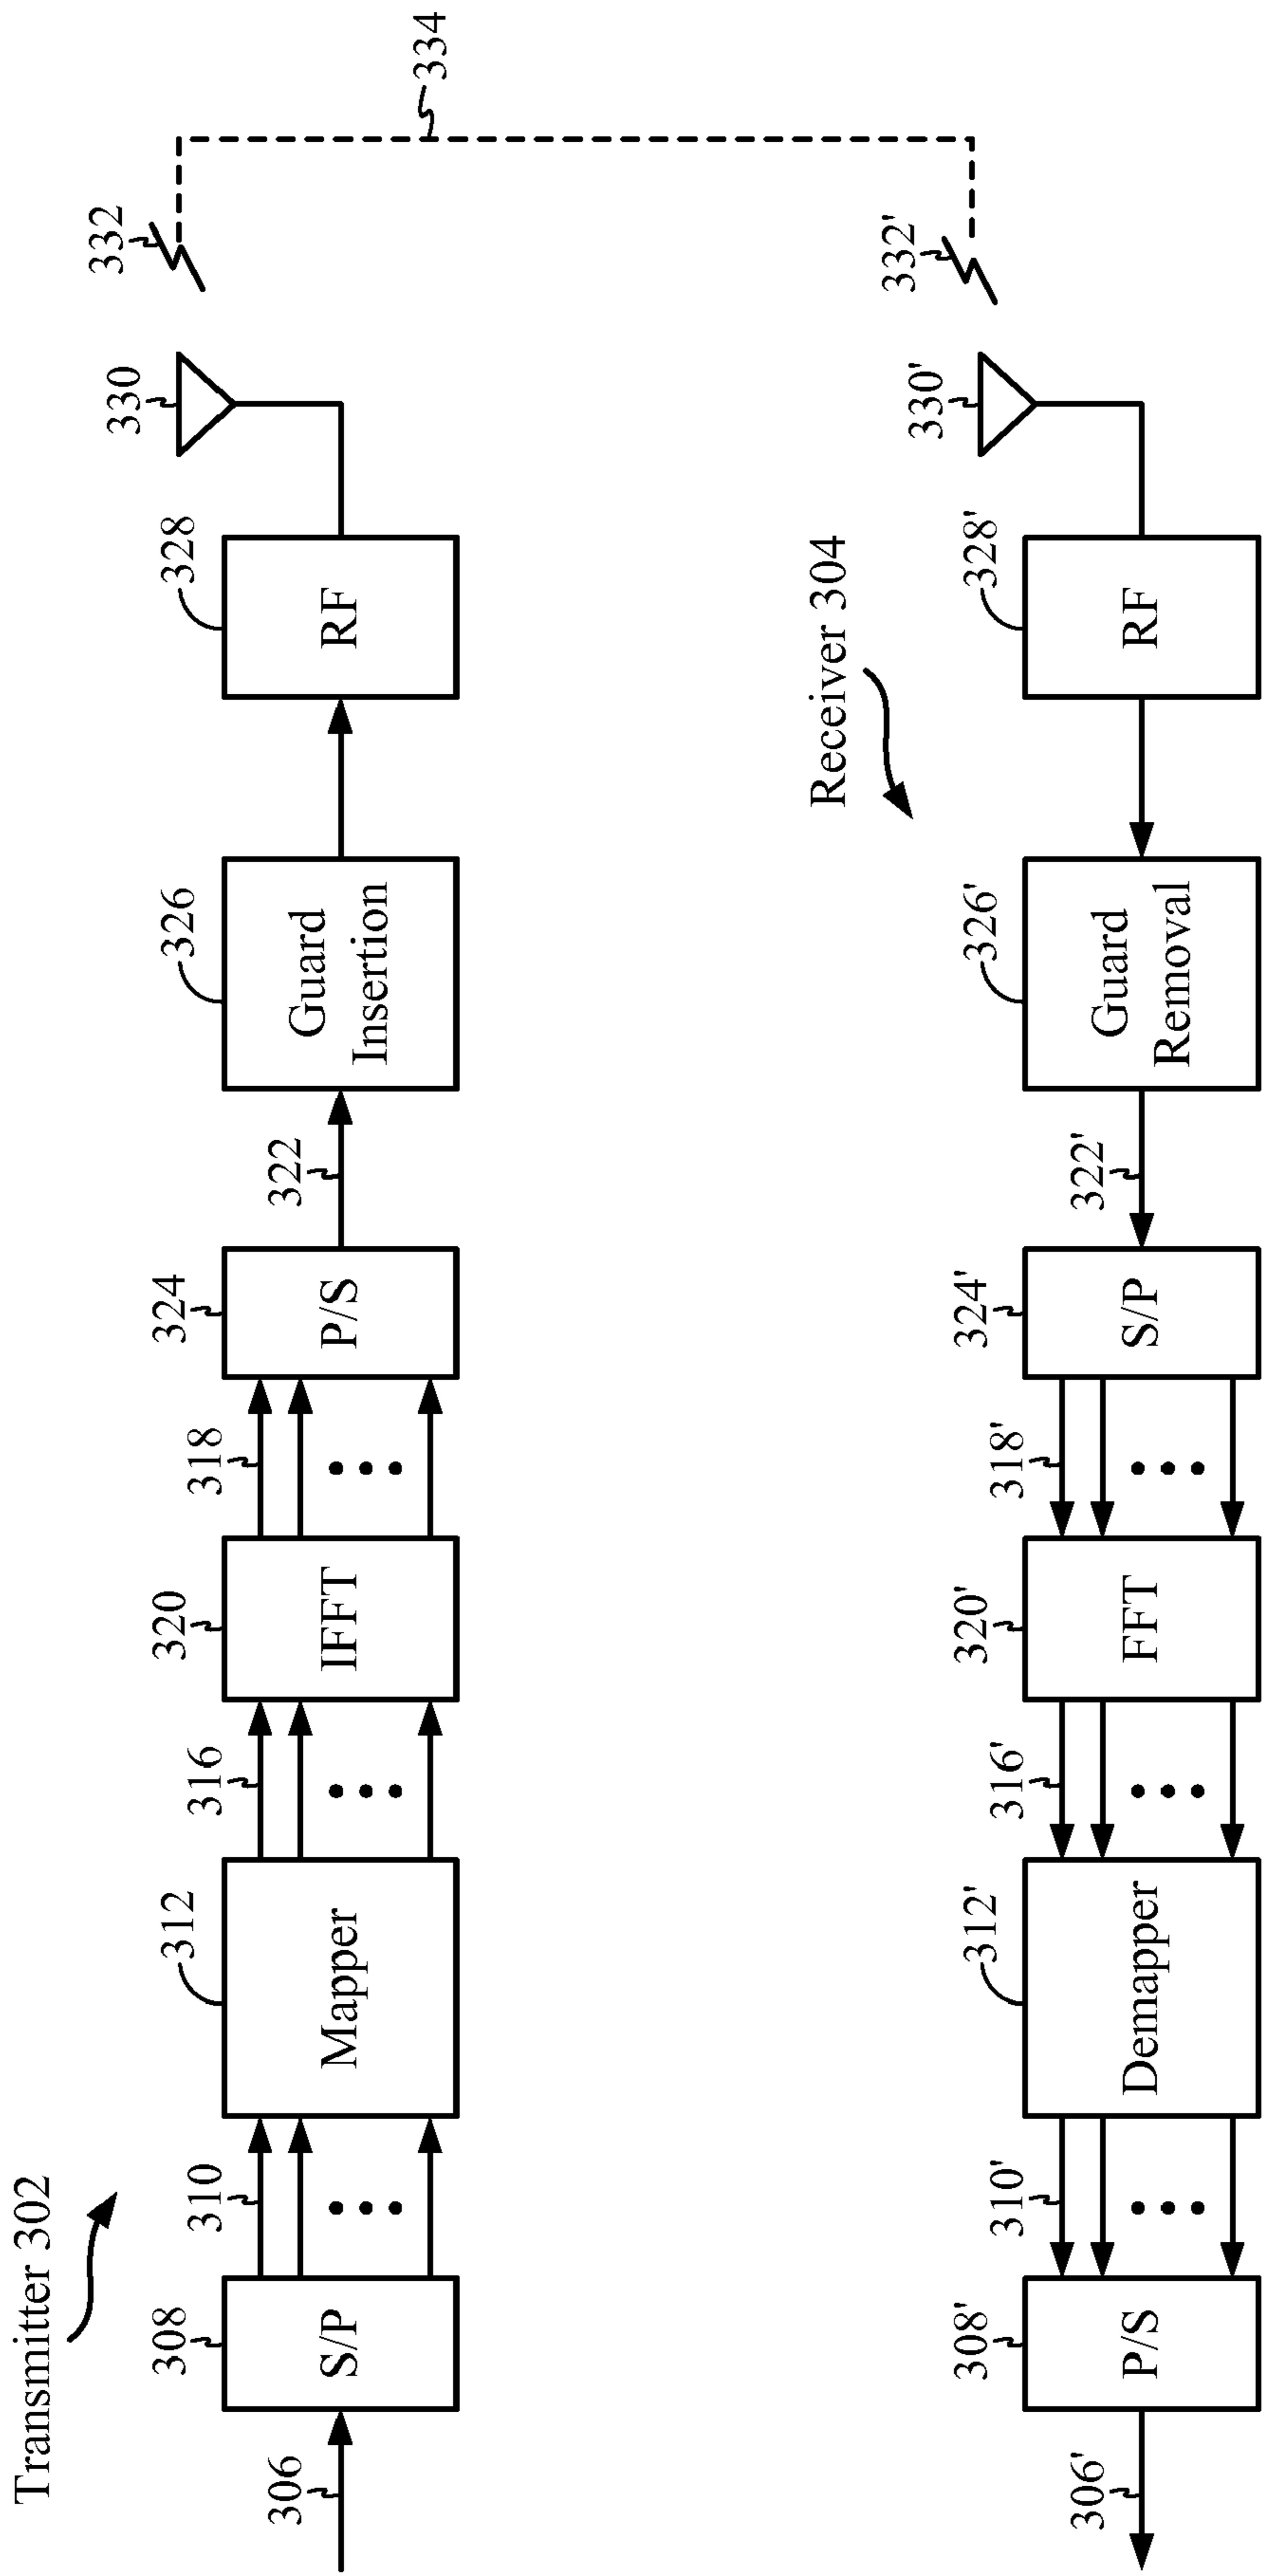 Transmitter 302
306
308
S/P
310
312
Mapper
316
320
IFFT
318
324
P/S
322
326
Guard
Insertion
328
RF
330
332
334
Receiver 304
306'
308'
P/S
310'
312'
Demapper
316'
320'
FFT
318'
324'
S/P
322'
326'
Guard
Removal
328'
RF
330'
332'